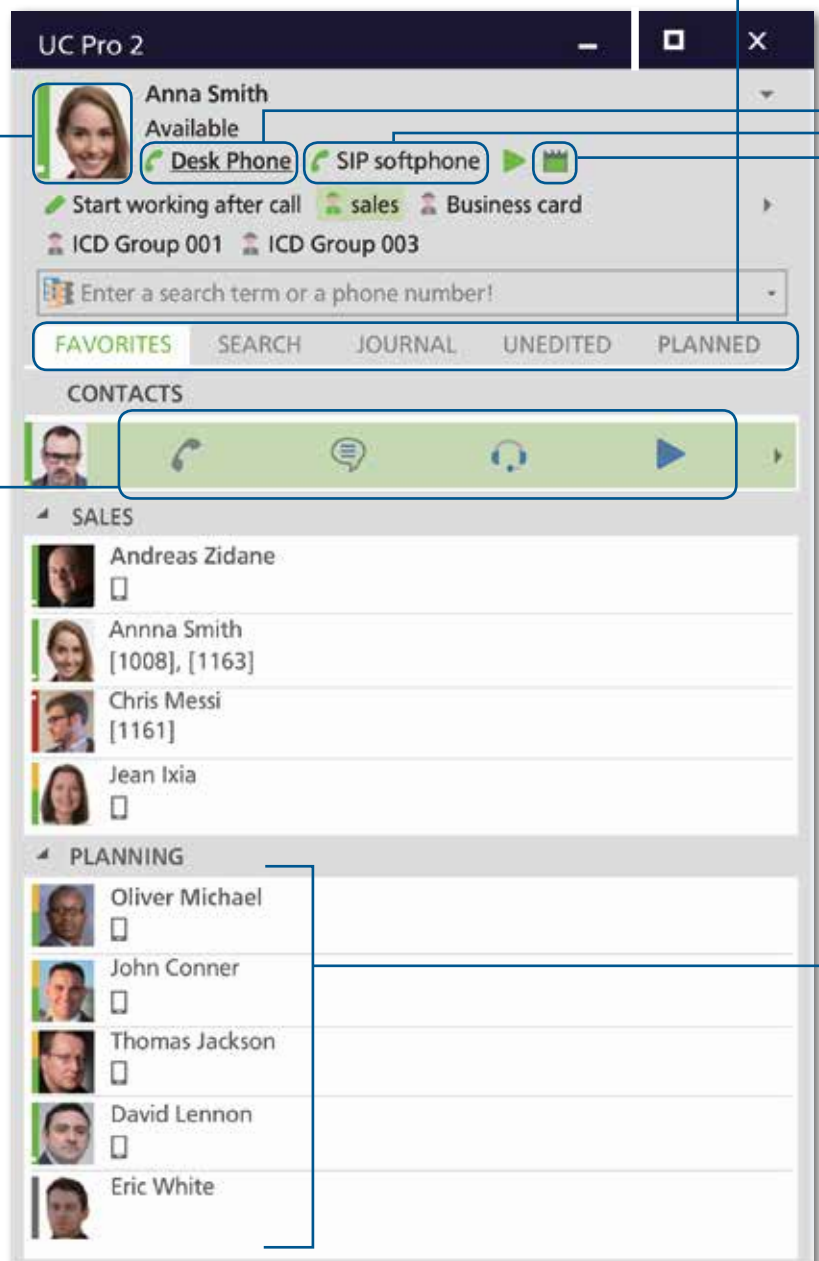 UC Pro 2
Anna Smith
Available
Desk Phone SIP softphone
Start working after call sales Business card
ICD Group 001 ICD Group 003
Enter a search term or a phone number!
FAVORITES SEARCH JOURNAL UNEDITED PLANNED
CONTACTS
SALES
Andreas Zidane
Annna Smith
[1008], [1163]
Chris Messi
[1161]
Jean Ixia
PLANNING
Oliver Michael
John Conner
Thomas Jackson
David Lennon
Eric White